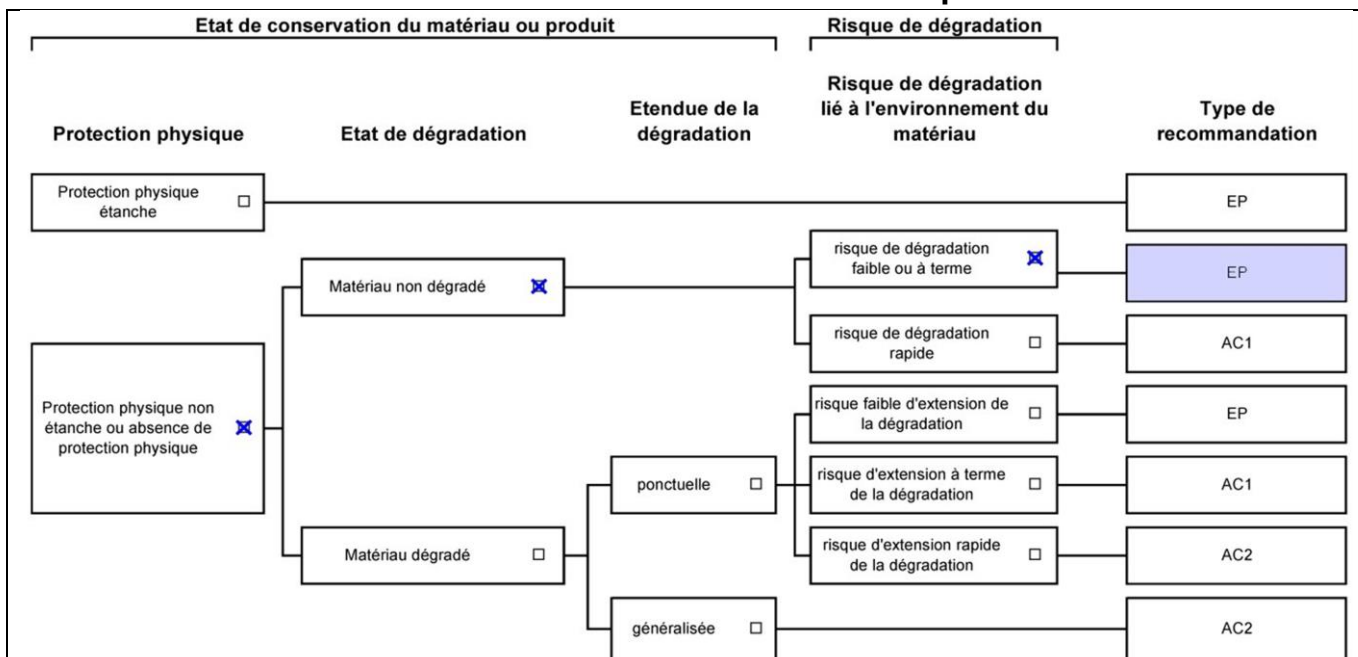 Etat de conservation du matériau ou produit
Risque de dégradation
Protection physique
Etat de dégradation
Etendue de la
dégradation
Risque de dégradation
lié à l'environnement du
matériau
Type de
recommandation
Protection physique
étanche
EP
Matériau non dégradé
risque de dégradation
faible ou à terme
EP
risque de dégradation
rapide
AC1
Protection physique non
étanche ou absence de
protection physique
risque faible d'extension de
la dégradation
EP
ponctuelle
risque d'extension à terme
de la dégradation
AC1
Matériau dégradé
risque d'extension rapide
de la dégradation
AC2
généralisée
AC2